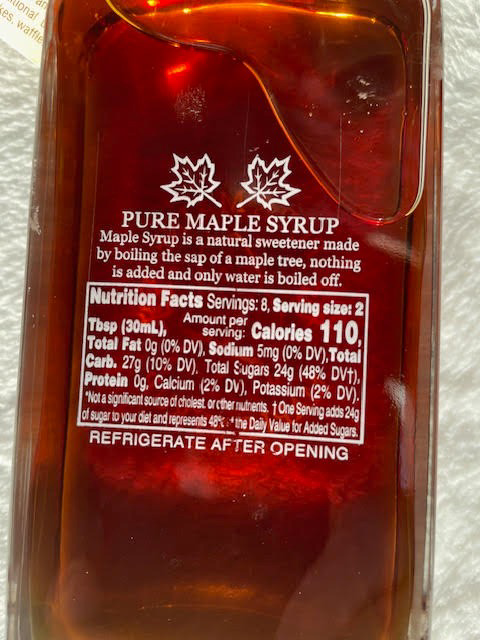 kes, waffle
PURE MAPLE SYRUP
Maple Syrup is a natural sweetener made
by boiling the sap of a maple tree, nothing
is added and only water is boiled off.
Nutrition Facts Servings: 8, Serving size: 2
Tbsp (30mL), Amount per serving: Calories 110,
Total Fat 0g (0% DV), Sodium 5mg (0% DV), Total
Carb. 27g (10% DV), Total Sugars 24g (48% DV†),
Protein 0g, Calcium (2% DV), Potassium (2% DV).
*Not a significant source of cholest. or other nutrients. † One Serving adds 24g
of sugar to your diet and represents 48% the Daily Value for Added Sugars.
REFRIGERATE AFTER OPENING